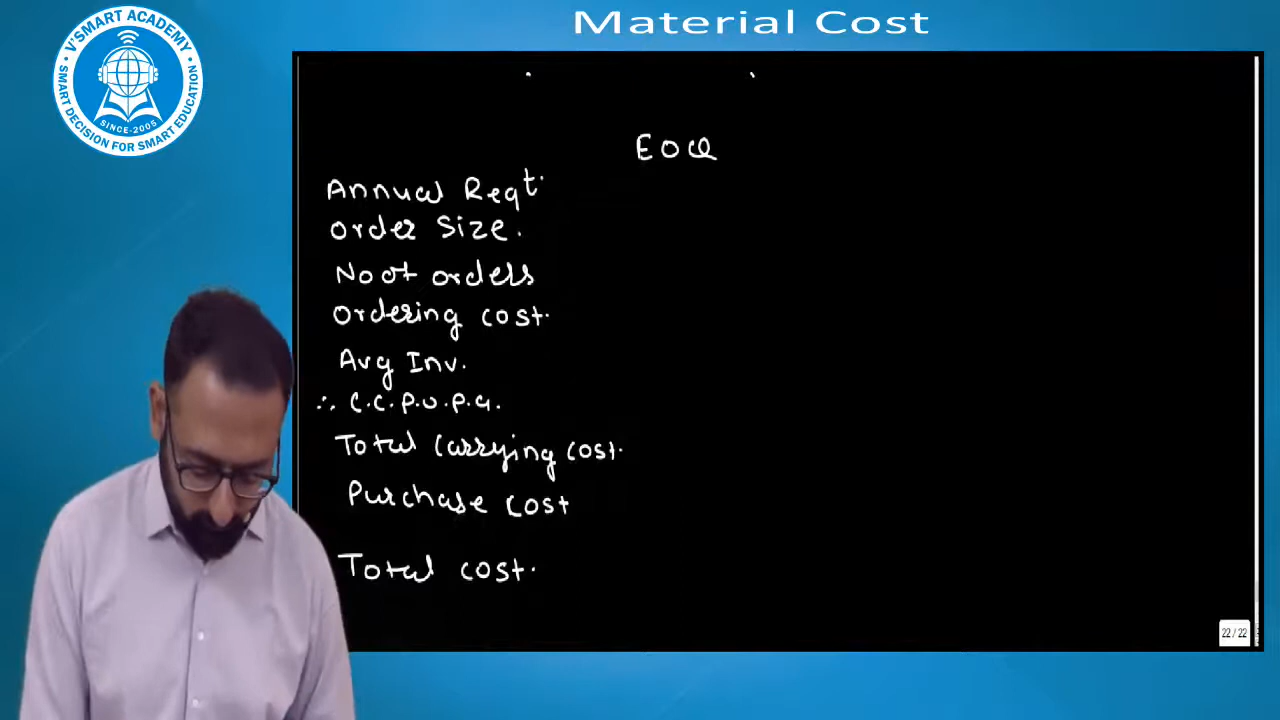 Material Cost
V'SMART ACADEMY
SMART DECISION FOR SMART EDUCATION
SINCE-2005
EOQ
Annual Reqt.
Order Size.
No of orders
Ordering cost.
Avg Inv.
∴ C.C.P.U.P.A.
Total Carrying cost.
Purchase cost
Total cost.
22 / 22